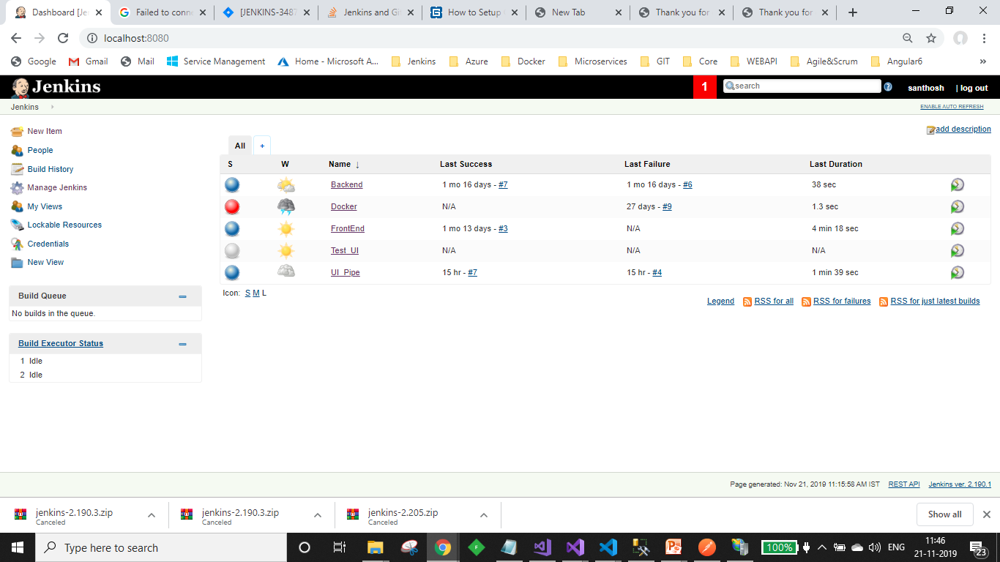 Dashboard [Je
Failed to conne
[JENKINS-3487
Jenkins and Gi
How to Setup
New Tab
Thank you for
Thank you for
localhost:8080
Google
Gmail
Mail
Service Management
Home - Microsoft A...
Jenkins
Azure
Docker
Microservices
GIT
Core
WEBAPI
Agile&Scrum
Angular6
»
Jenkins
1
search
santhosh
| log out
Jenkins
ENABLE AUTO REFRESH
New Item
People
Build History
Manage Jenkins
My Views
Lockable Resources
Credentials
New View
Build Queue
No builds in the queue.
Build Executor Status
1 Idle
2 Idle
add description
All +
S W Name ↓ Last Success Last Failure Last Duration
Backend 1 mo 16 days - #7 1 mo 16 days - #6 38 sec
Docker N/A 27 days - #9 1.3 sec
FrontEnd 1 mo 13 days - #3 N/A 4 min 18 sec
Test_UI N/A N/A N/A
UI_Pipe 15 hr - #7 15 hr - #4 1 min 39 sec
Icon: S M L
Legend RSS for all RSS for failures RSS for just latest builds
Page generated: Nov 21, 2019 11:15:58 AM IST REST API Jenkins ver. 2.190.1
jenkins-2.190.3.zip
Canceled
jenkins-2.190.3.zip
Canceled
jenkins-2.205.zip
Canceled
Show all
Type here to search
100%
ENG
11:46
21-11-2019
23